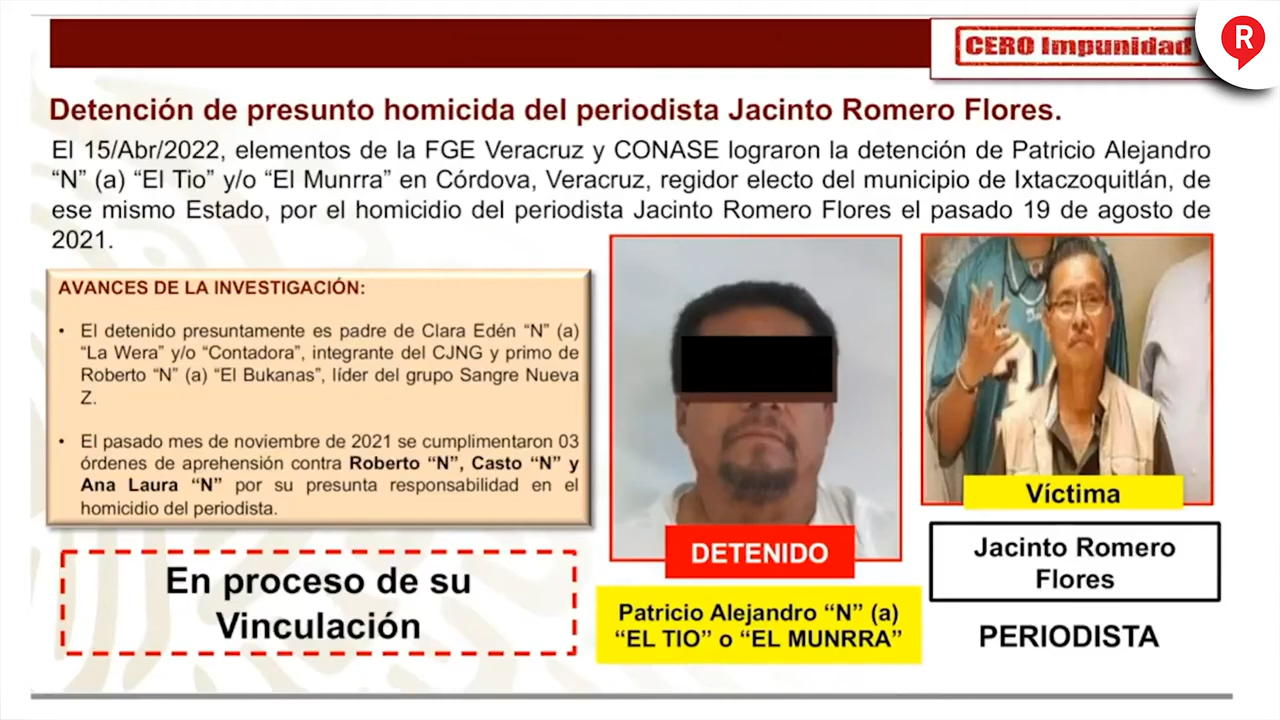 CERO Impunidad
R
Detención de presunto homicida del periodista Jacinto Romero Flores.
El 15/Abr/2022, elementos de la FGE Veracruz y CONASE lograron la detención de Patricio Alejandro
“N” (a) “El Tio” y/o “El Munrra” en Córdova, Veracruz, regidor electo del municipio de Ixtaczoquitlán, de
ese mismo Estado, por el homicidio del periodista Jacinto Romero Flores el pasado 19 de agosto de
2021.
AVANCES DE LA INVESTIGACIÓN:
• El detenido presuntamente es padre de Clara Edén “N” (a)
“La Wera” y/o “Contadora”, integrante del CJNG y primo de
Roberto “N” (a) “El Bukanas”, líder del grupo Sangre Nueva
Z.
• El pasado mes de noviembre de 2021 se cumplimentaron 03
órdenes de aprehensión contra Roberto “N”, Casto “N” y
Ana Laura “N” por su presunta responsabilidad en el
homicidio del periodista.
En proceso de su
Vinculación
DETENIDO
Patricio Alejandro “N” (a)
“EL TIO” o “EL MUNRRA”
Víctima
Jacinto Romero
Flores
PERIODISTA